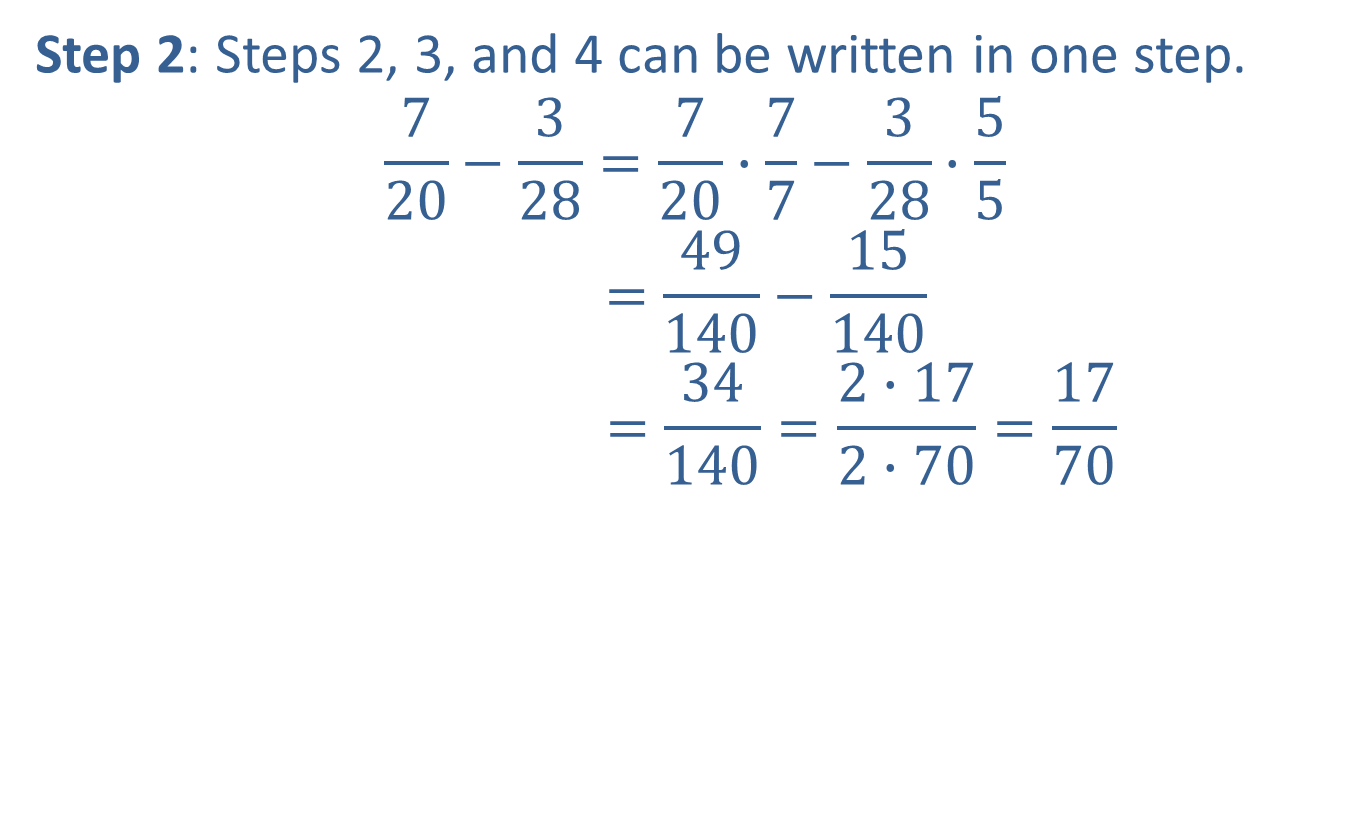 Step 2: Steps 2, 3, and 4 can be written in one step.
7/20 − 3/28 = 7/20 · 7/7 − 3/28 · 5/5
= 49/140 − 15/140
= 34/140 = 2 · 17/2 · 70 = 17/70